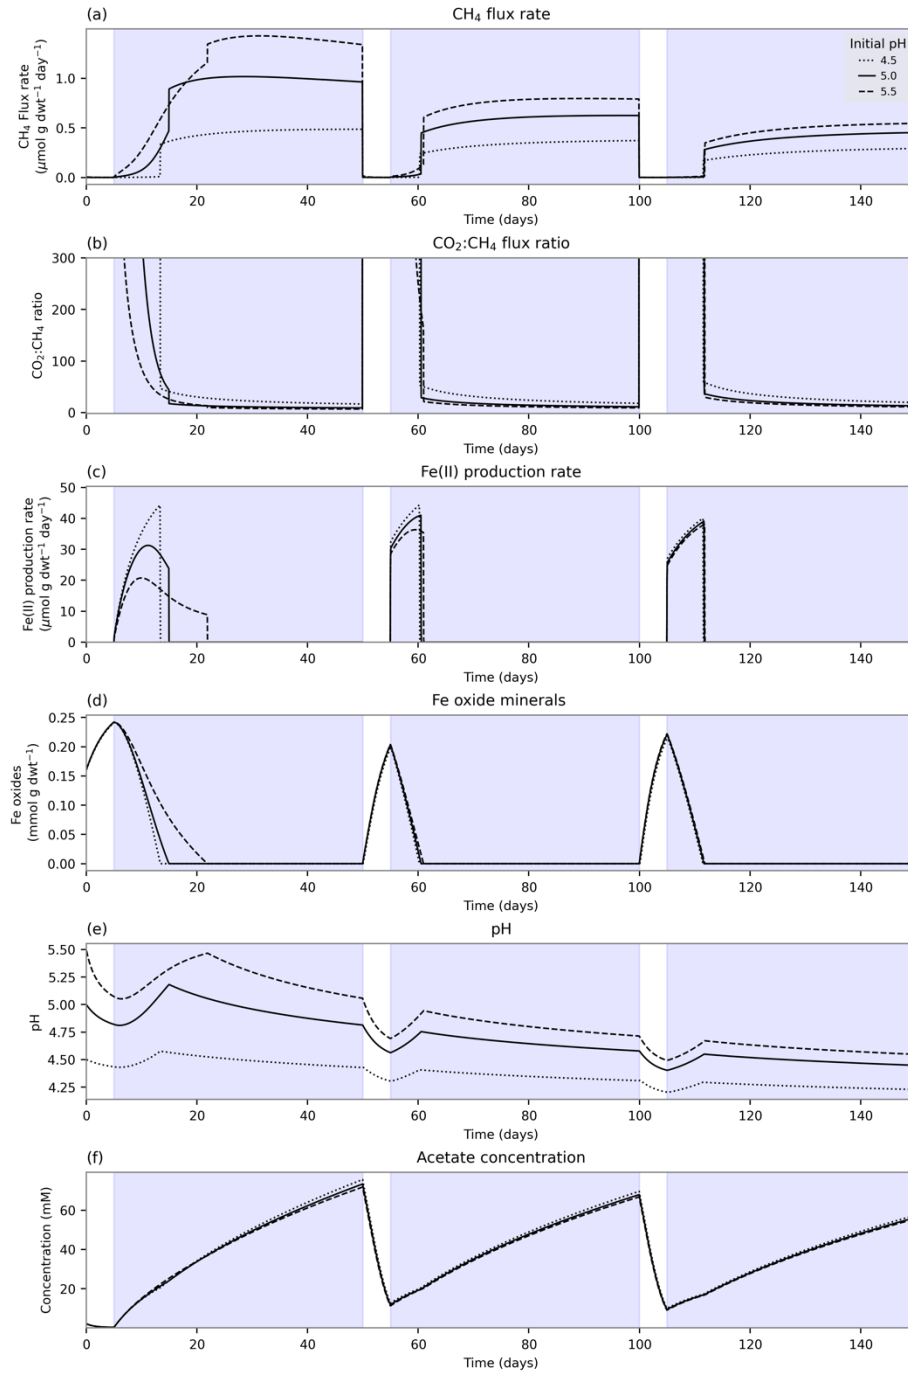 (a) CH₄ flux rate
CH₄ Flux rate
(μmol g dwt⁻¹ day⁻¹)
1.0
0.5
0.0
Initial pH
4.5
5.0
5.5
0 20 40 60 80 100 120 140
Time (days)
(b) CO₂:CH₄ flux ratio
CO₂:CH₄ ratio
300
200
100
0
0 20 40 60 80 100 120 140
Time (days)
(c) Fe(II) production rate
Fe(II) production rate
(μmol g dwt⁻¹ day⁻¹)
50
40
30
20
10
0
0 20 40 60 80 100 120 140
Time (days)
(d) Fe oxide minerals
Fe oxides
(mmol g dwt⁻¹)
0.25
0.20
0.15
0.10
0.05
0.00
0 20 40 60 80 100 120 140
Time (days)
(e) pH
pH
5.50
5.25
5.00
4.75
4.50
4.25
0 20 40 60 80 100 120 140
Time (days)
(f) Acetate concentration
Concentration (mM)
60
40
20
0 20 40 60 80 100 120 140
Time (days)